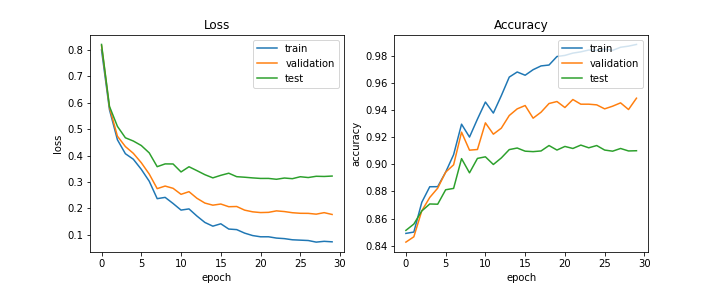 Loss
train
validation
test
0.8
0.7
0.6
0.5
0.4
0.3
0.2
0.1
loss
0
5
10
15
20
25
30
epoch
Accuracy
train
validation
test
0.98
0.96
0.94
0.92
0.90
0.88
0.86
0.84
accuracy
0
5
10
15
20
25
30
epoch